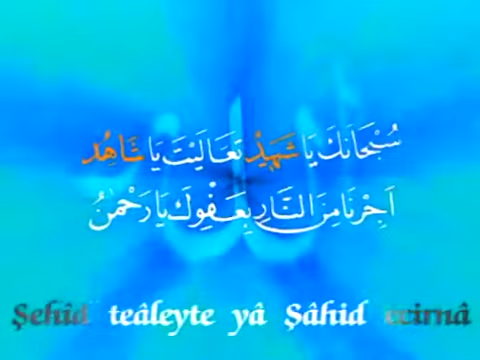 سُبْحَانَكَ يَا شَهِيدُ تَعَالَيْتَ يَا شَاهِدُ
اَجِرْنَا مِنَ النَّارِ بِعَفْوِكَ يَا رَحْمٰنُ
Şehîd teâleyte yâ Şâhid ecirnâ